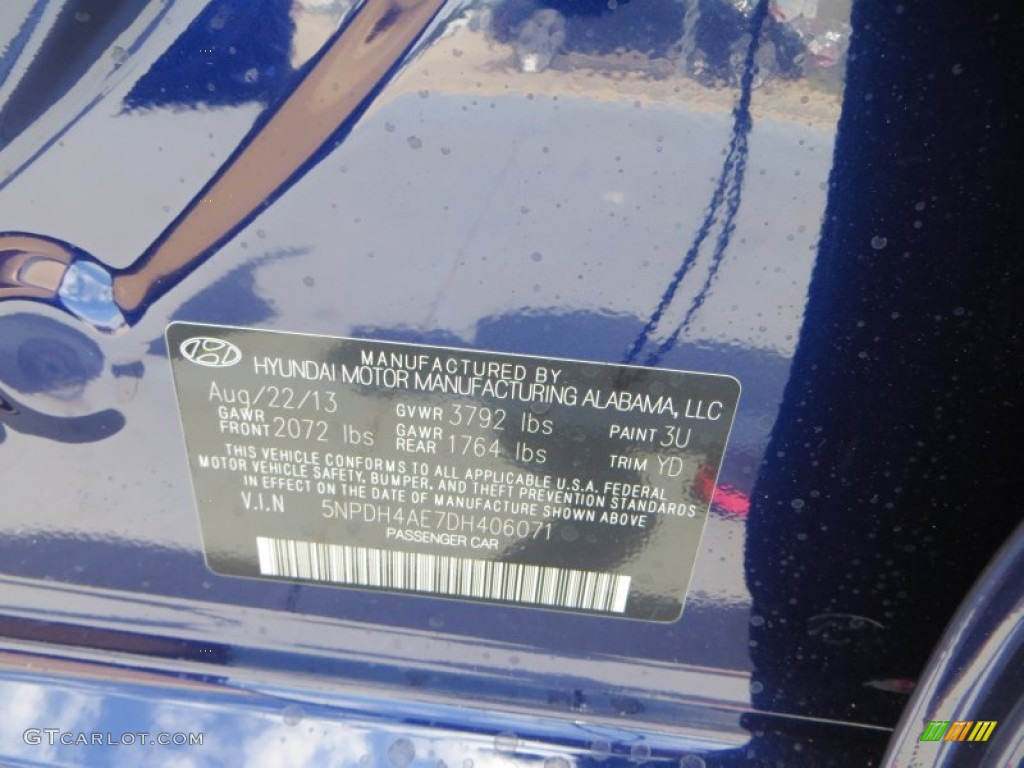 MANUFACTURED BY
HYUNDAI MOTOR MANUFACTURING ALABAMA, LLC
Aug/22/13
GAWR FRONT 2072 lbs
GVWR 3792 lbs
GAWR REAR 1764 lbs
PAINT 3U
TRIM YD
THIS VEHICLE CONFORMS TO ALL APPLICABLE U.S.A. FEDERAL
MOTOR VEHICLE SAFETY, BUMPER, AND THEFT PREVENTION STANDARDS
IN EFFECT ON THE DATE OF MANUFACTURE SHOWN ABOVE
V.I.N 5NPDH4AE7DH406071
PASSENGER CAR
GTCARLOT.COM